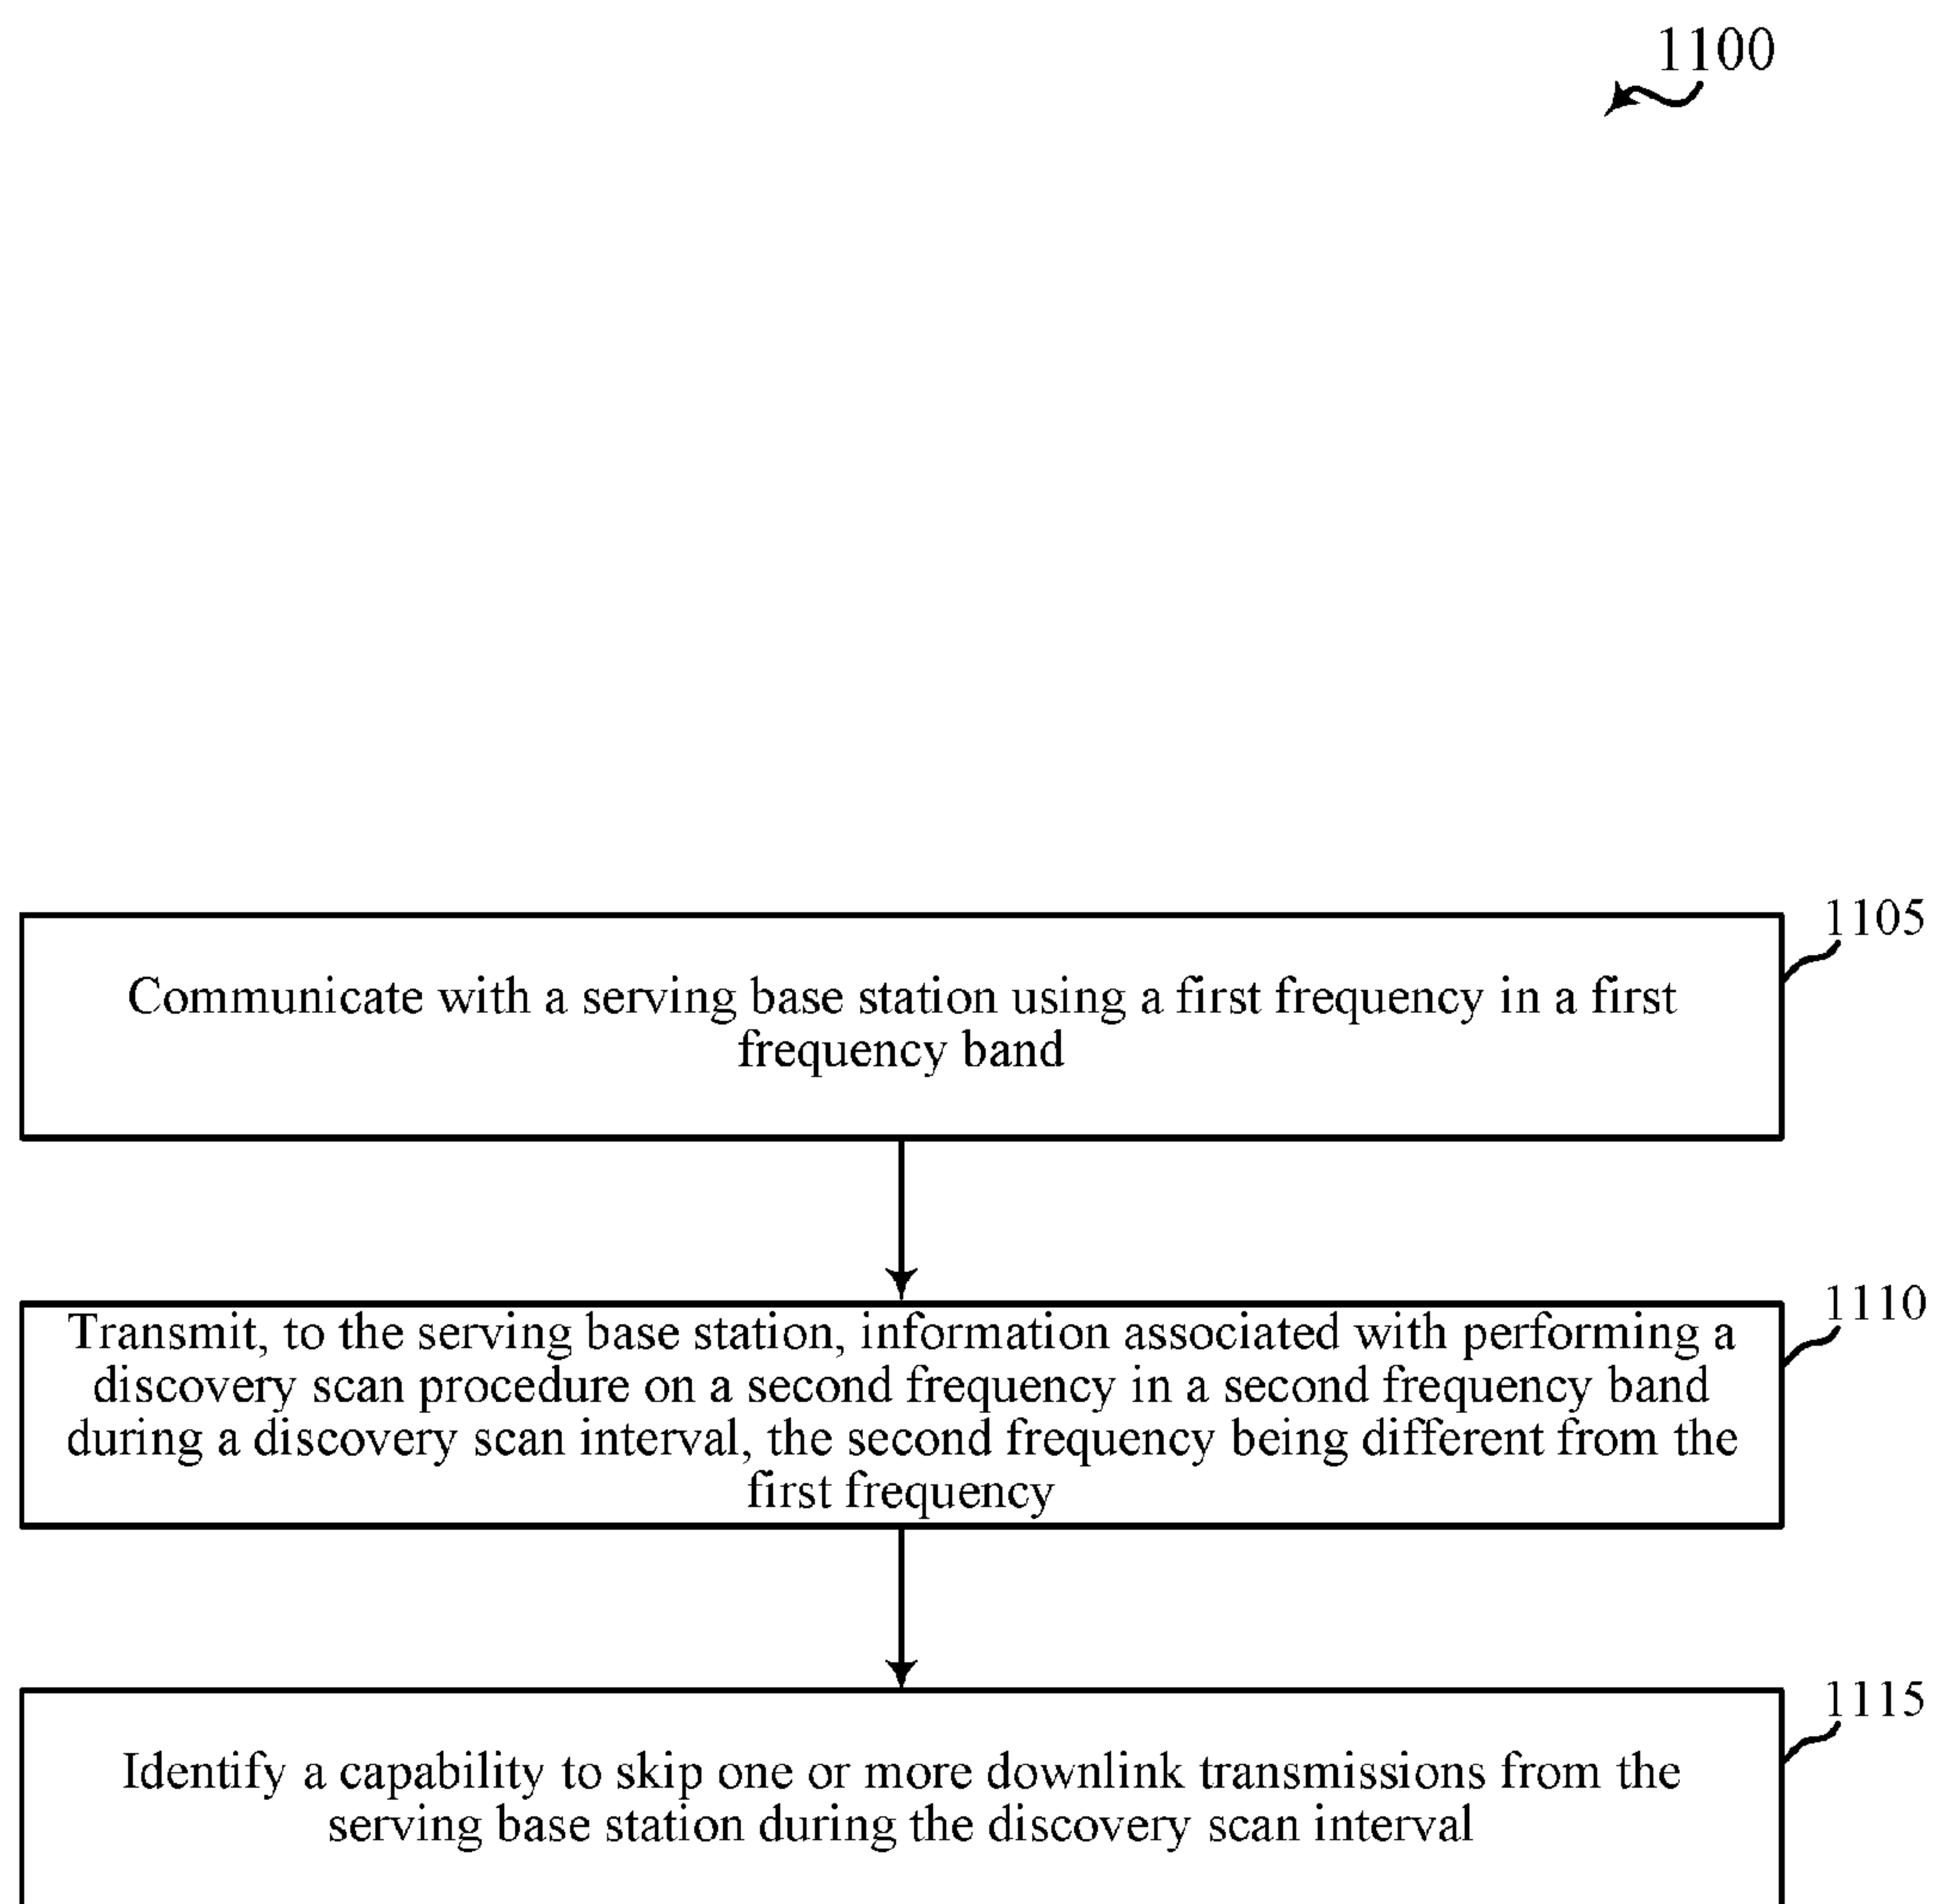 1100
1105
Communicate with a serving base station using a first frequency in a first
frequency band
1110
Transmit, to the serving base station, information associated with performing a
discovery scan procedure on a second frequency in a second frequency band
during a discovery scan interval, the second frequency being different from the
first frequency
1115
Identify a capability to skip one or more downlink transmissions from the
serving base station during the discovery scan interval